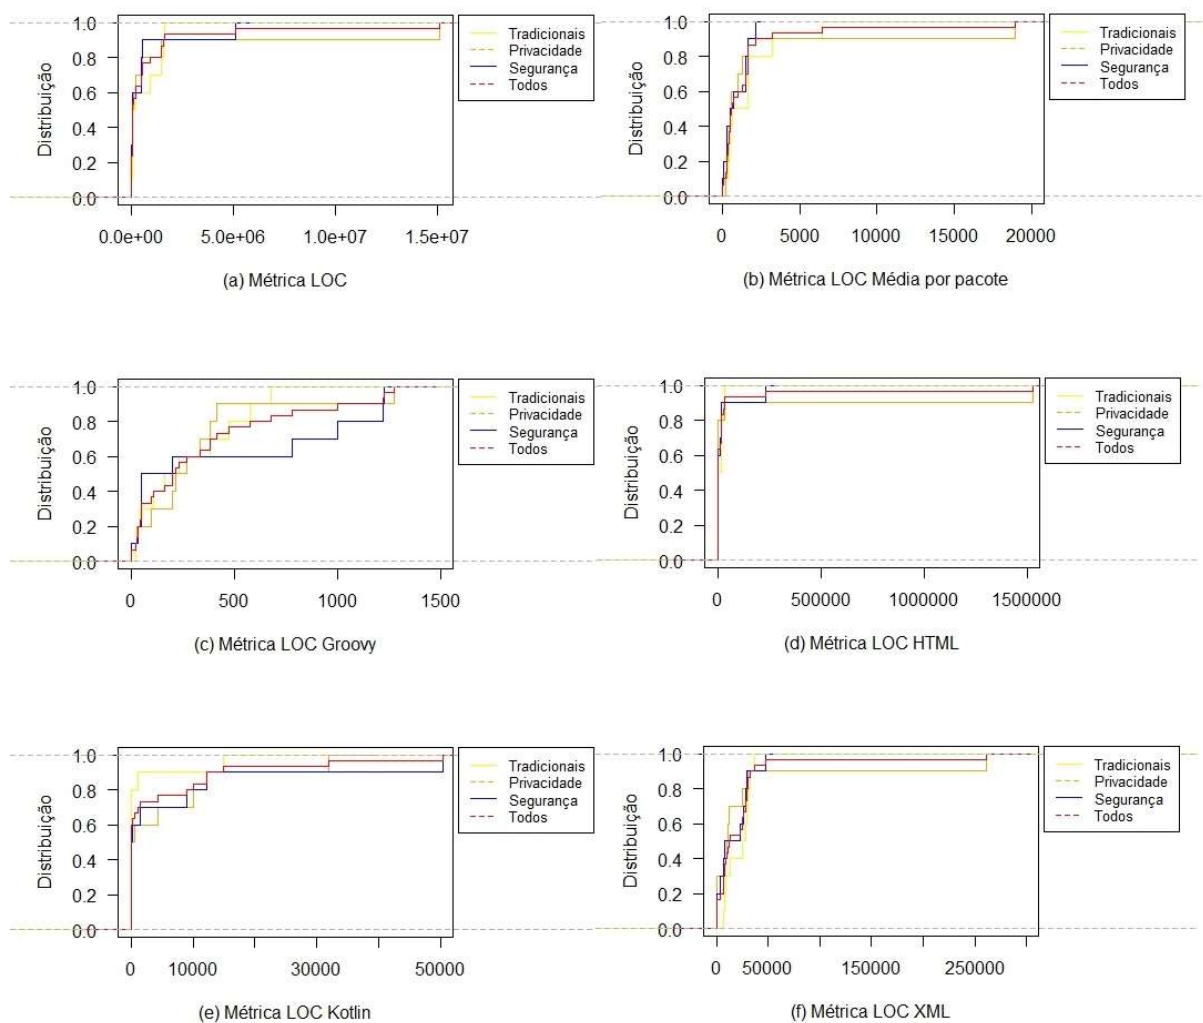 Distribuição
1.0
0.8
0.6
0.4
0.2
0.0
Tradicionais
Privacidade
Segurança
Todos
0.0e+00 5.0e+06 1.0e+07 1.5e+07
(a) Métrica LOC
Distribuição
1.0
0.8
0.6
0.4
0.2
0.0
Tradicionais
Privacidade
Segurança
Todos
0 5000 10000 15000 20000
(b) Métrica LOC Média por pacote
Distribuição
1.0
0.8
0.6
0.4
0.2
0.0
Tradicionais
Privacidade
Segurança
Todos
0 500 1000 1500
(c) Métrica LOC Groovy
Distribuição
1.0
0.8
0.6
0.4
0.2
0.0
Tradicionais
Privacidade
Segurança
Todos
0 500000 1000000 1500000
(d) Métrica LOC HTML
Distribuição
1.0
0.8
0.6
0.4
0.2
0.0
Tradicionais
Privacidade
Segurança
Todos
0 10000 30000 50000
(e) Métrica LOC Kotlin
Distribuição
1.0
0.8
0.6
0.4
0.2
0.0
Tradicionais
Privacidade
Segurança
Todos
0 50000 150000 250000
(f) Métrica LOC XML